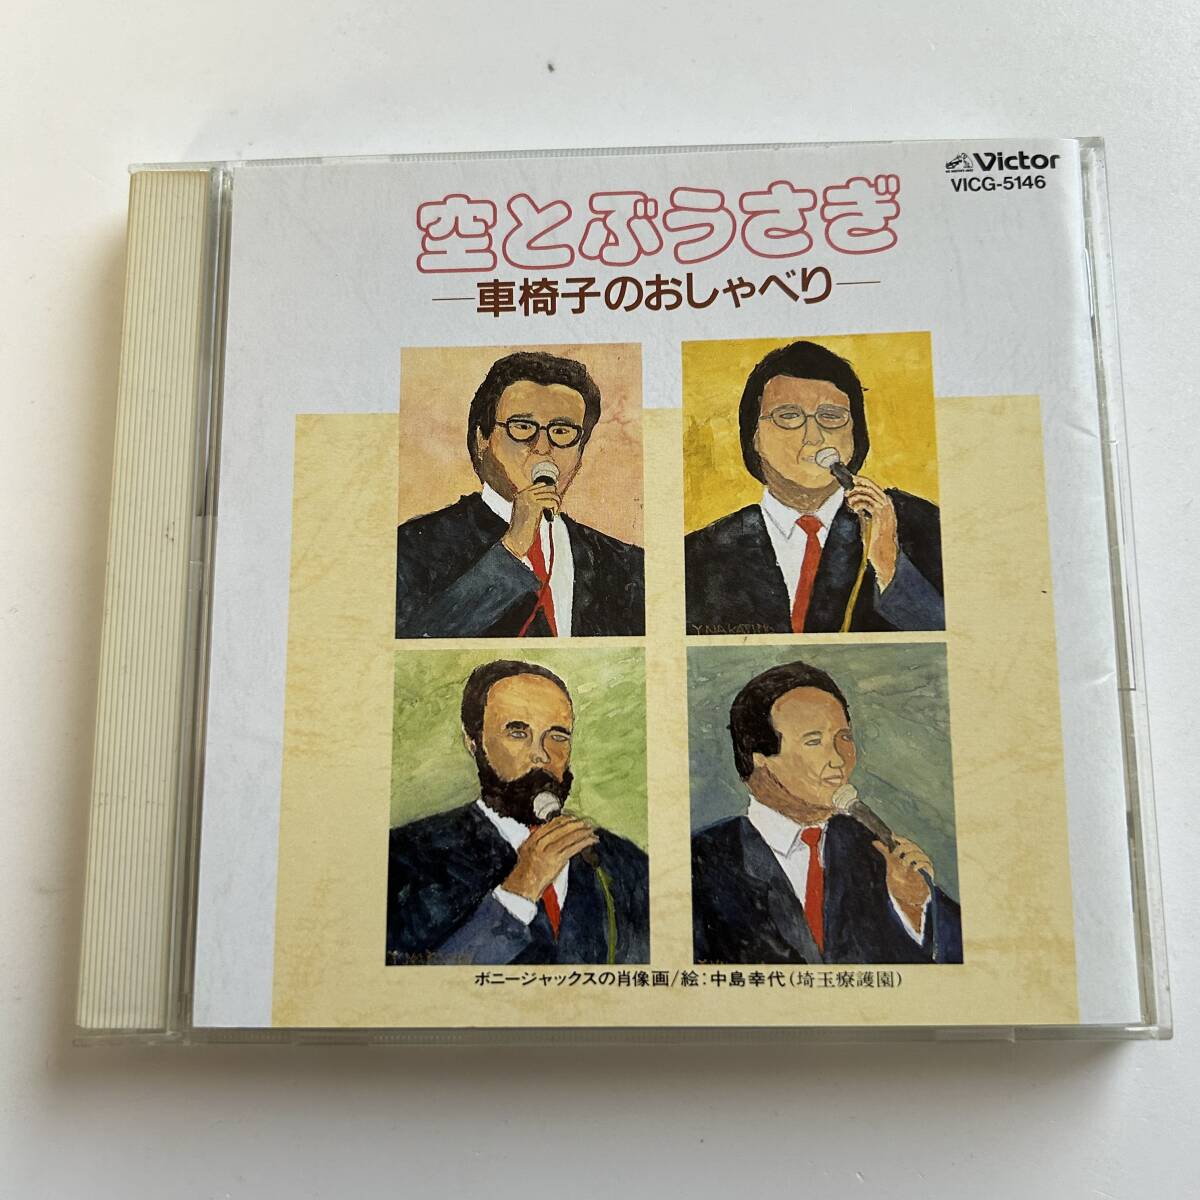 Victor
VICG-5146
空とぶうさぎ
―車椅子のおしゃべり―
ボニージャックスの肖像画/絵:中島幸代(埼玉療護園)